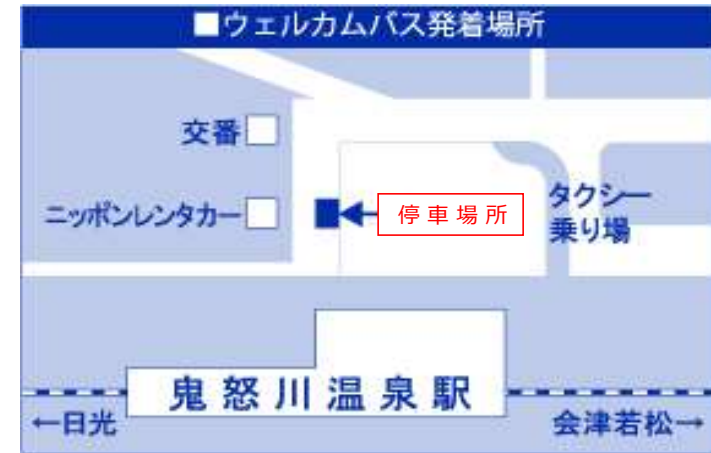 ■ウェルカムバス発着場所
交番
ニッポンレンタカー
停車場所
タクシー
乗り場
鬼怒川温泉駅
←日光
会津若松→